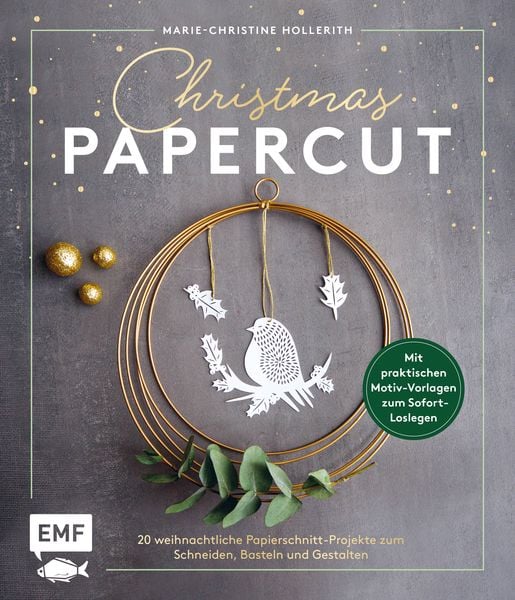 MARIE-CHRISTINE HOLLERITH
Christmas
PAPERCUT
Mit
praktischen
Motiv-Vorlagen
zum Sofort-
Loslegen
EMF
20 weihnachtliche Papierschnitt-Projekte zum
Schneiden, Basteln und Gestalten